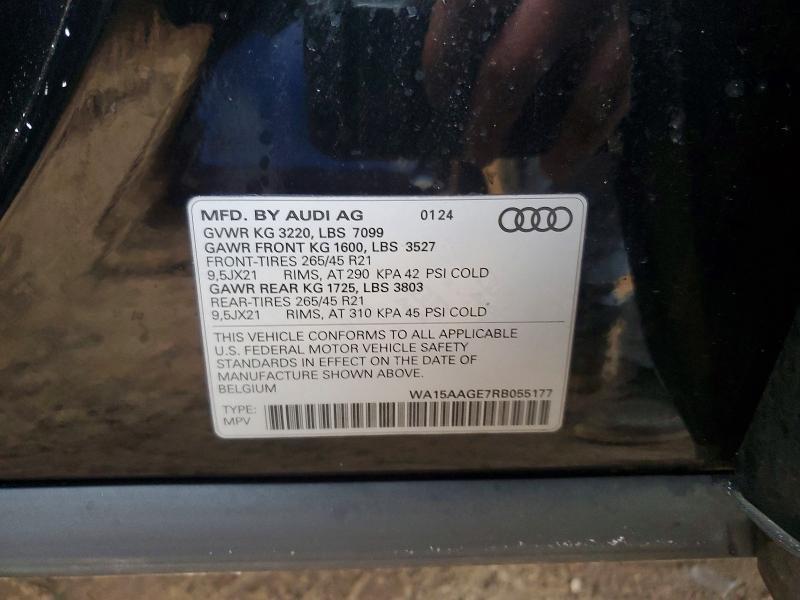 MFD. BY AUDI AG 0124
GVWR KG 3220, LBS 7099
GAWR FRONT KG 1600, LBS 3527
FRONT-TIRES 265/45 R21
9,5JX21 RIMS, AT 290 KPA 42 PSI COLD
GAWR REAR KG 1725, LBS 3803
REAR-TIRES 265/45 R21
9,5JX21 RIMS, AT 310 KPA 45 PSI COLD
THIS VEHICLE CONFORMS TO ALL APPLICABLE
U.S. FEDERAL MOTOR VEHICLE SAFETY
STANDARDS IN EFFECT ON THE DATE OF
MANUFACTURE SHOWN ABOVE.
BELGIUM WA15AAGE7RB055177
TYPE:
MPV